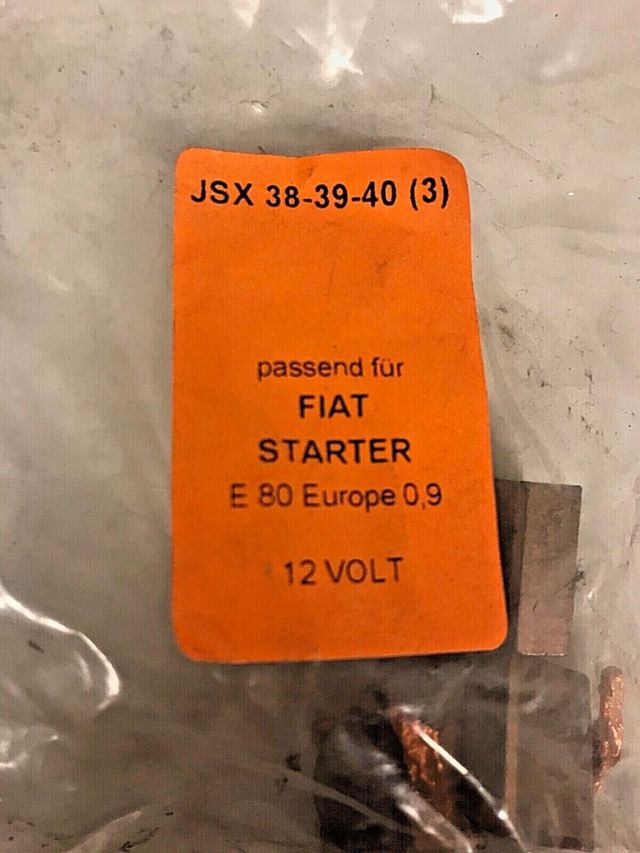 JSX 38-39-40 (3)
passend für
FIAT
STARTER
E 80 Europe 0,9
12 VOLT